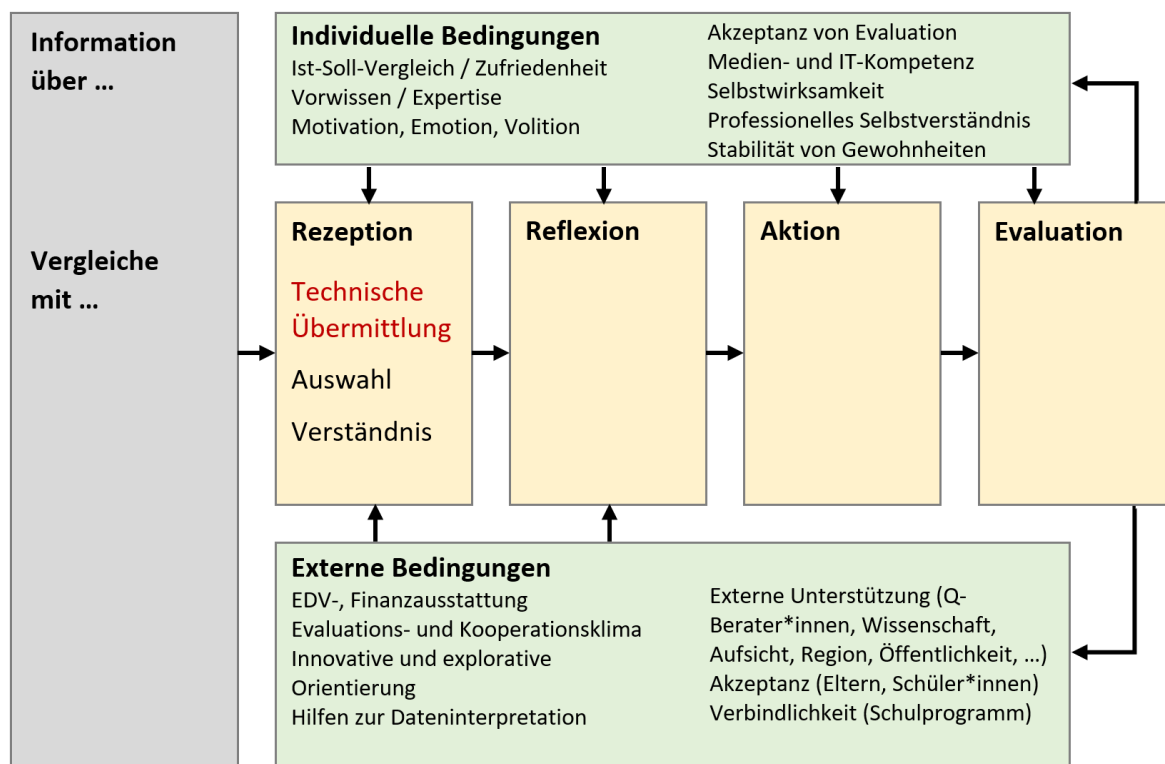 Information
über …
Vergleiche
mit …
Individuelle Bedingungen
Ist-Soll-Vergleich / Zufriedenheit
Vorwissen / Expertise
Motivation, Emotion, Volition
Akzeptanz von Evaluation
Medien- und IT-Kompetenz
Selbstwirksamkeit
Professionelles Selbstverständnis
Stabilität von Gewohnheiten
Rezeption
Technische
Übermittlung
Auswahl
Verständnis
Reflexion
Aktion
Evaluation
Externe Bedingungen
EDV-, Finanzausstattung
Evaluations- und Kooperationsklima
Innovative und explorative
Orientierung
Hilfen zur Dateninterpretation
Externe Unterstützung (Q-
Berater*innen, Wissenschaft,
Aufsicht, Region, Öffentlichkeit, …)
Akzeptanz (Eltern, Schüler*innen)
Verbindlichkeit (Schulprogramm)